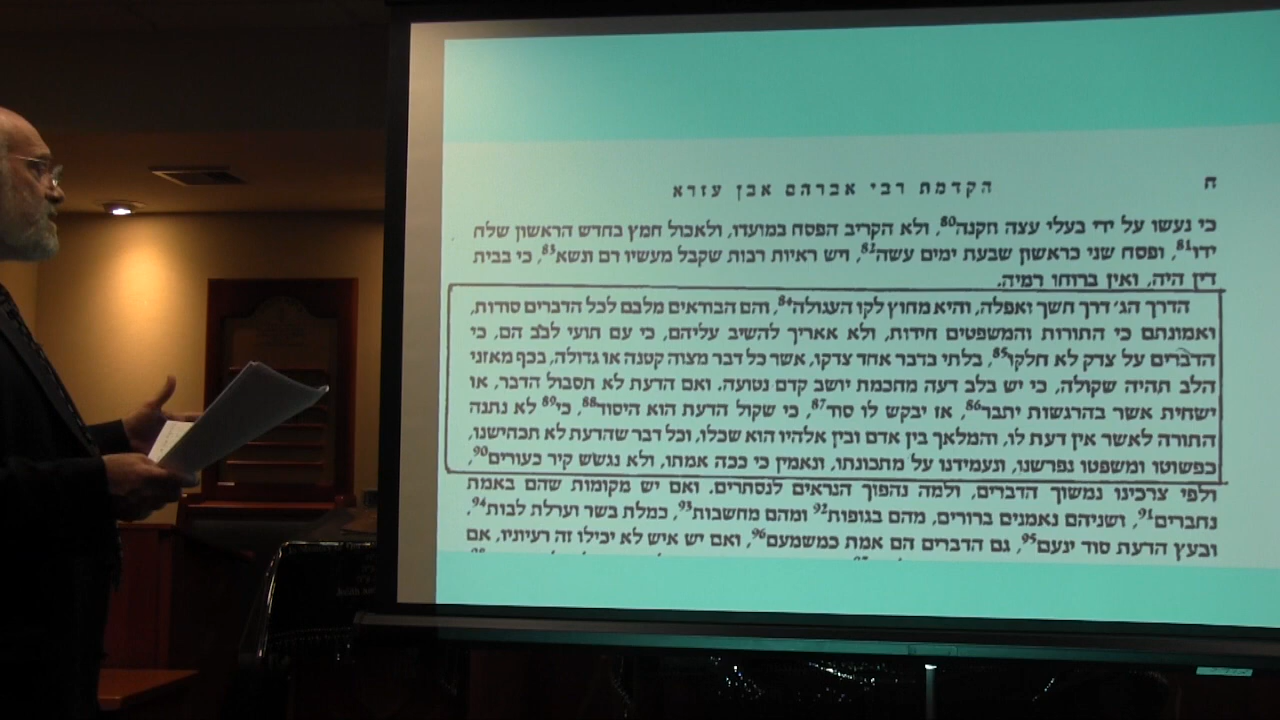 הקדמת רבי אברהם אבן עזרא
ח
כי נעשו על ידי בעלי עצה חקנה80, ולא הקריב הפסח במועדו, ולאכול חמץ בחדש הראשון שלח
ידו81, ופסח שני כראשון שבעת ימים עשה82, ויש ראיות רבות שקבל מעשיו רם ונשא83, כי בבית
דין היה, ואין ברוחו רמיה.
הדרך הג׳ דרך חשך ואפלה, והיא מחוץ לקו העגולה84, והם הבודאים מלבם לכל הדברים סודות,
ואמונתם כי התורות והמשפטים חידות, ולא אאריך להשיב עליהם, כי עם תועי לבב הם, כי
הדברים על צדק לא חלקו85, בלתי בדבר אחד צדקו, אשר כל דבר מצוה קטנה או גדולה, בכף מאזני
הלב תהיה שקולה, כי יש בלב דעה מחכמת יושב קדם נטועה. ואם הדעת לא תסבול הדבר, או
ישחית אשר בהרגשות יתבר86, אז יבקש לו סוד87, כי שקול הדעת הוא היסוד88, כי89 לא נתנה
התורה לאשר אין דעת לו, והמלאך בין אדם ובין אלהיו הוא שכלו, וכל דבר שהדעת לא תכחישנו,
כפשוטו ומשפטו נפרשנו, ונעמידנו על מתכונתו, ונאמין כי ככה אמתו, ולא נגשש קיר כעורים90,
ולפי צרכינו נמשוך הדברים, ולמה נהפוך הנראים לנסתרים. ואם יש מקומות שהם באמת
נחברים91, ושניהם נאמנים ברורים, מהם בגופות92 ומהם מחשבות93, כמלת בשר וערלת לבות94,
ובעץ הדעת סוד ינעם95, גם הדברים הם אמת כמשמעם96, ואם יש איש לא יכילו זה רעיוניו, אם